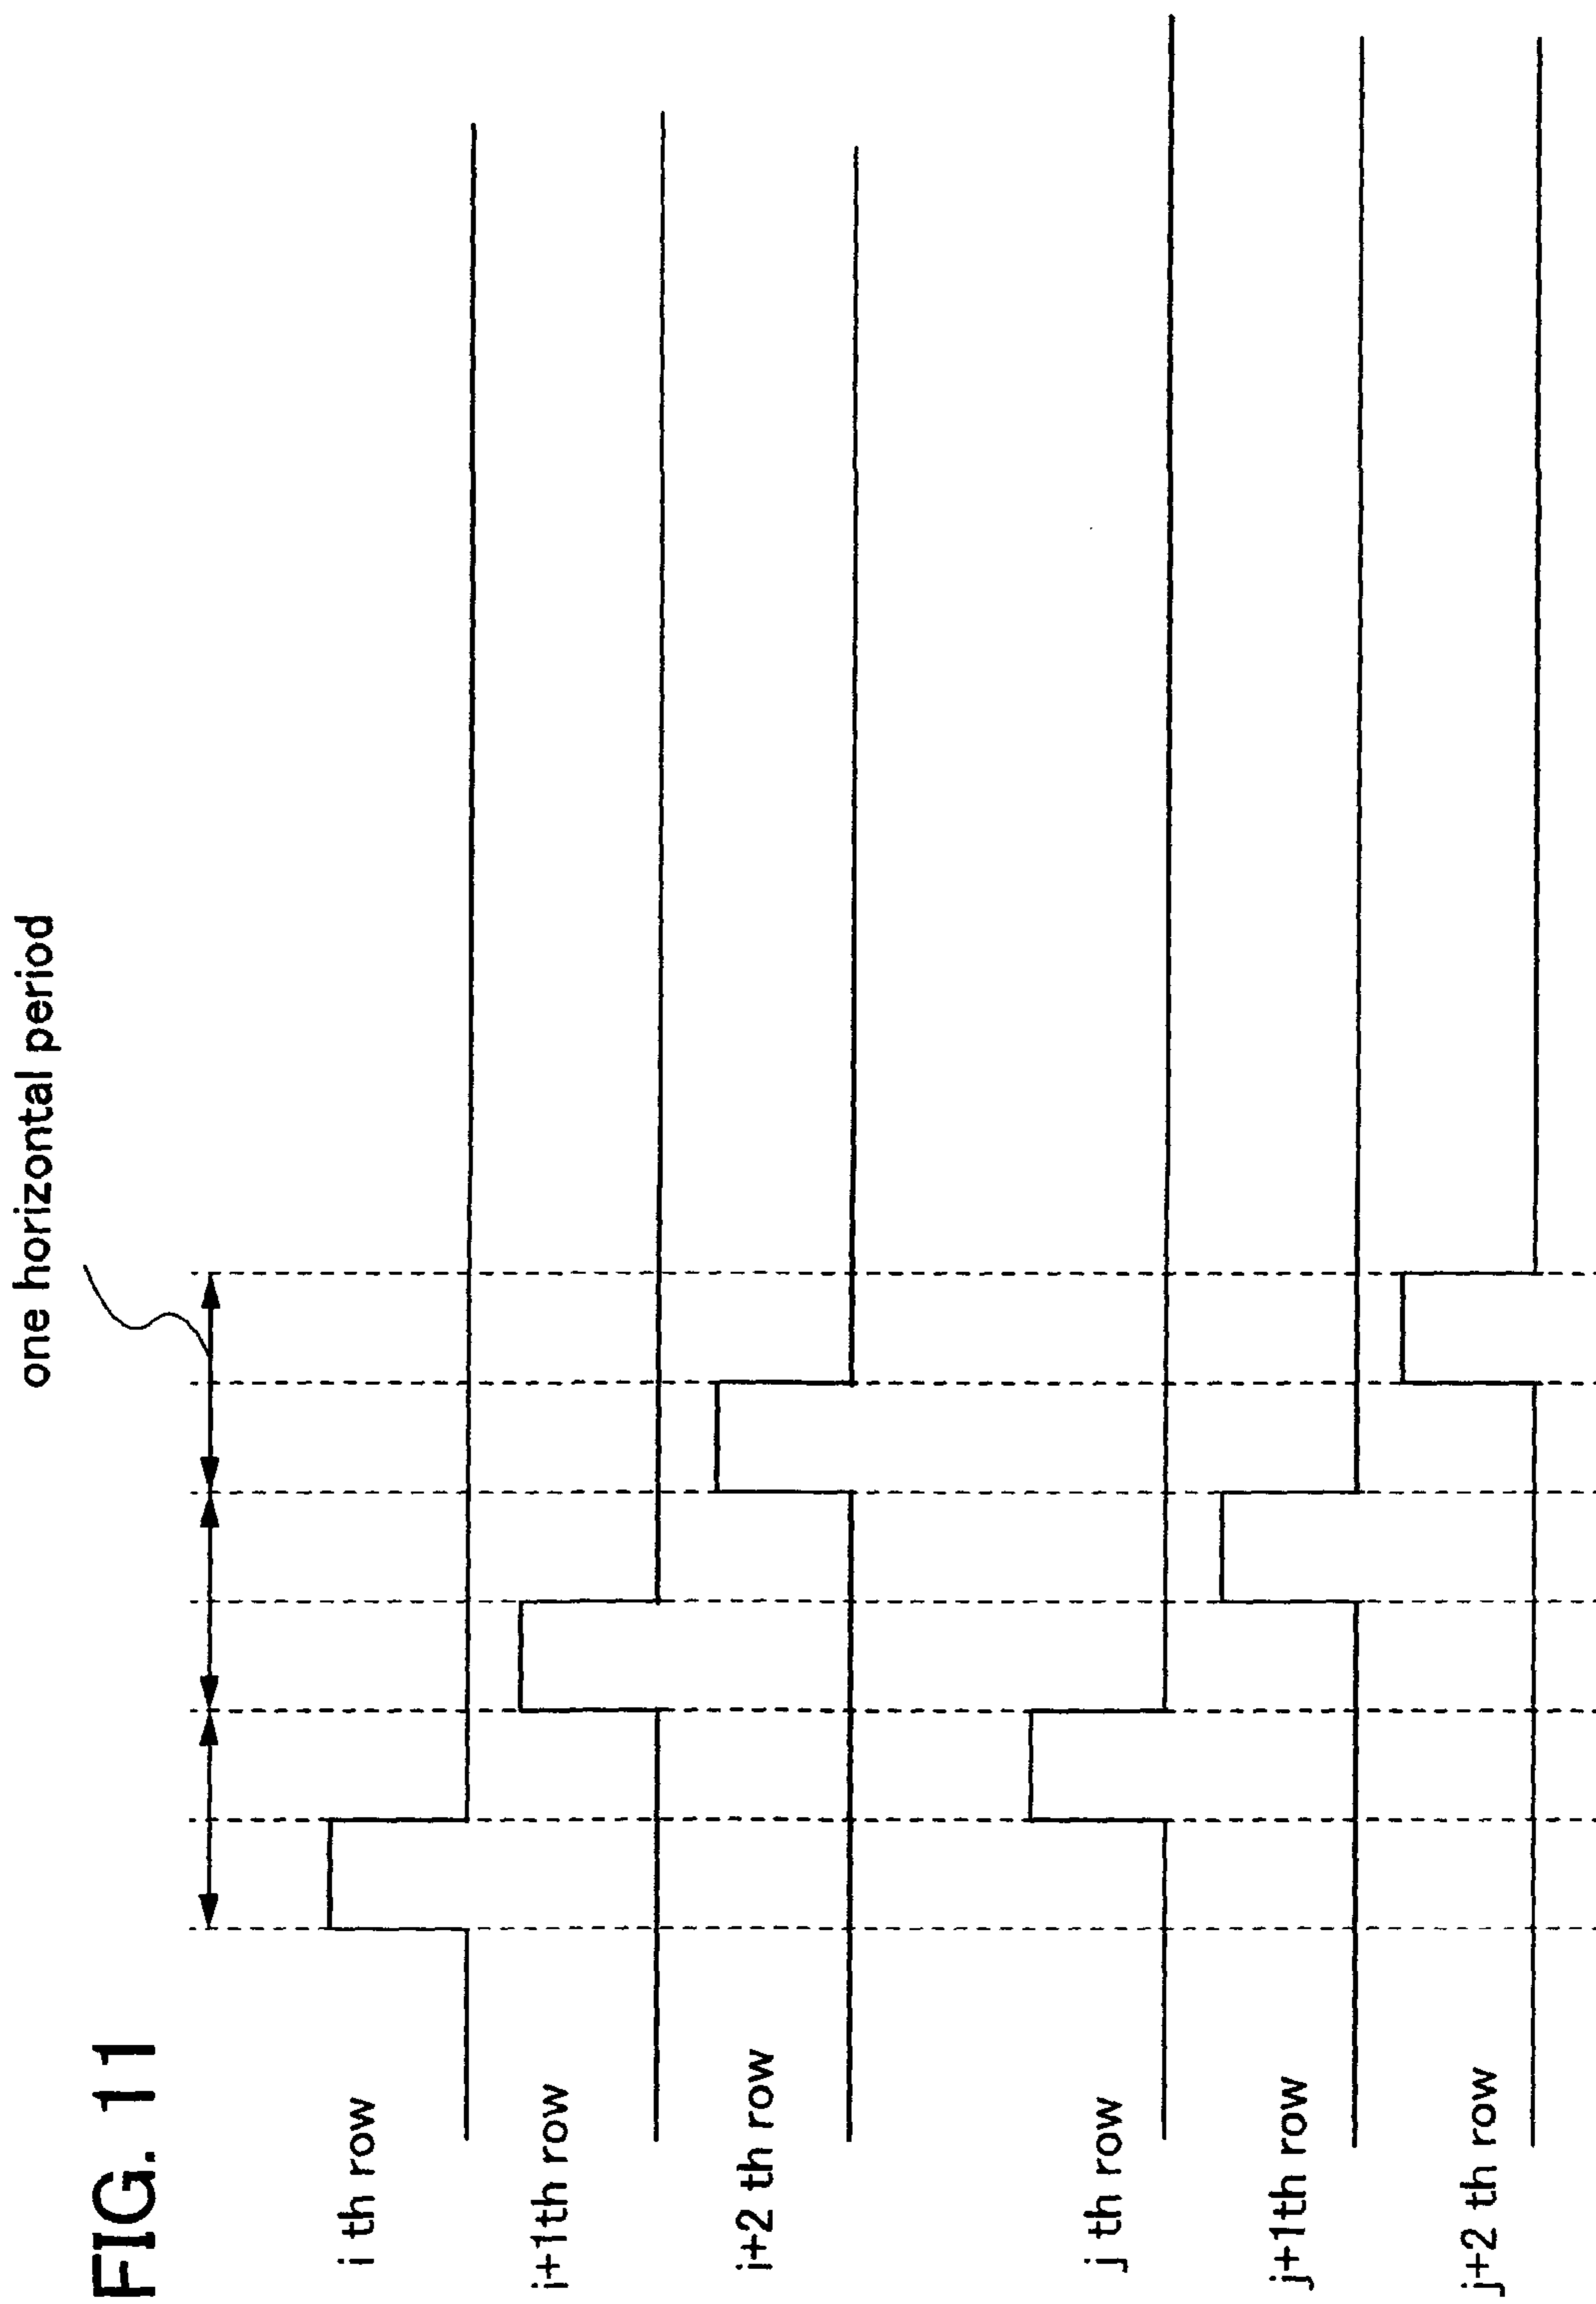 FIG. 11
one horizontal period
i th row
i+1th row
i+2 th row
j th row
j+1th row
j+2 th row